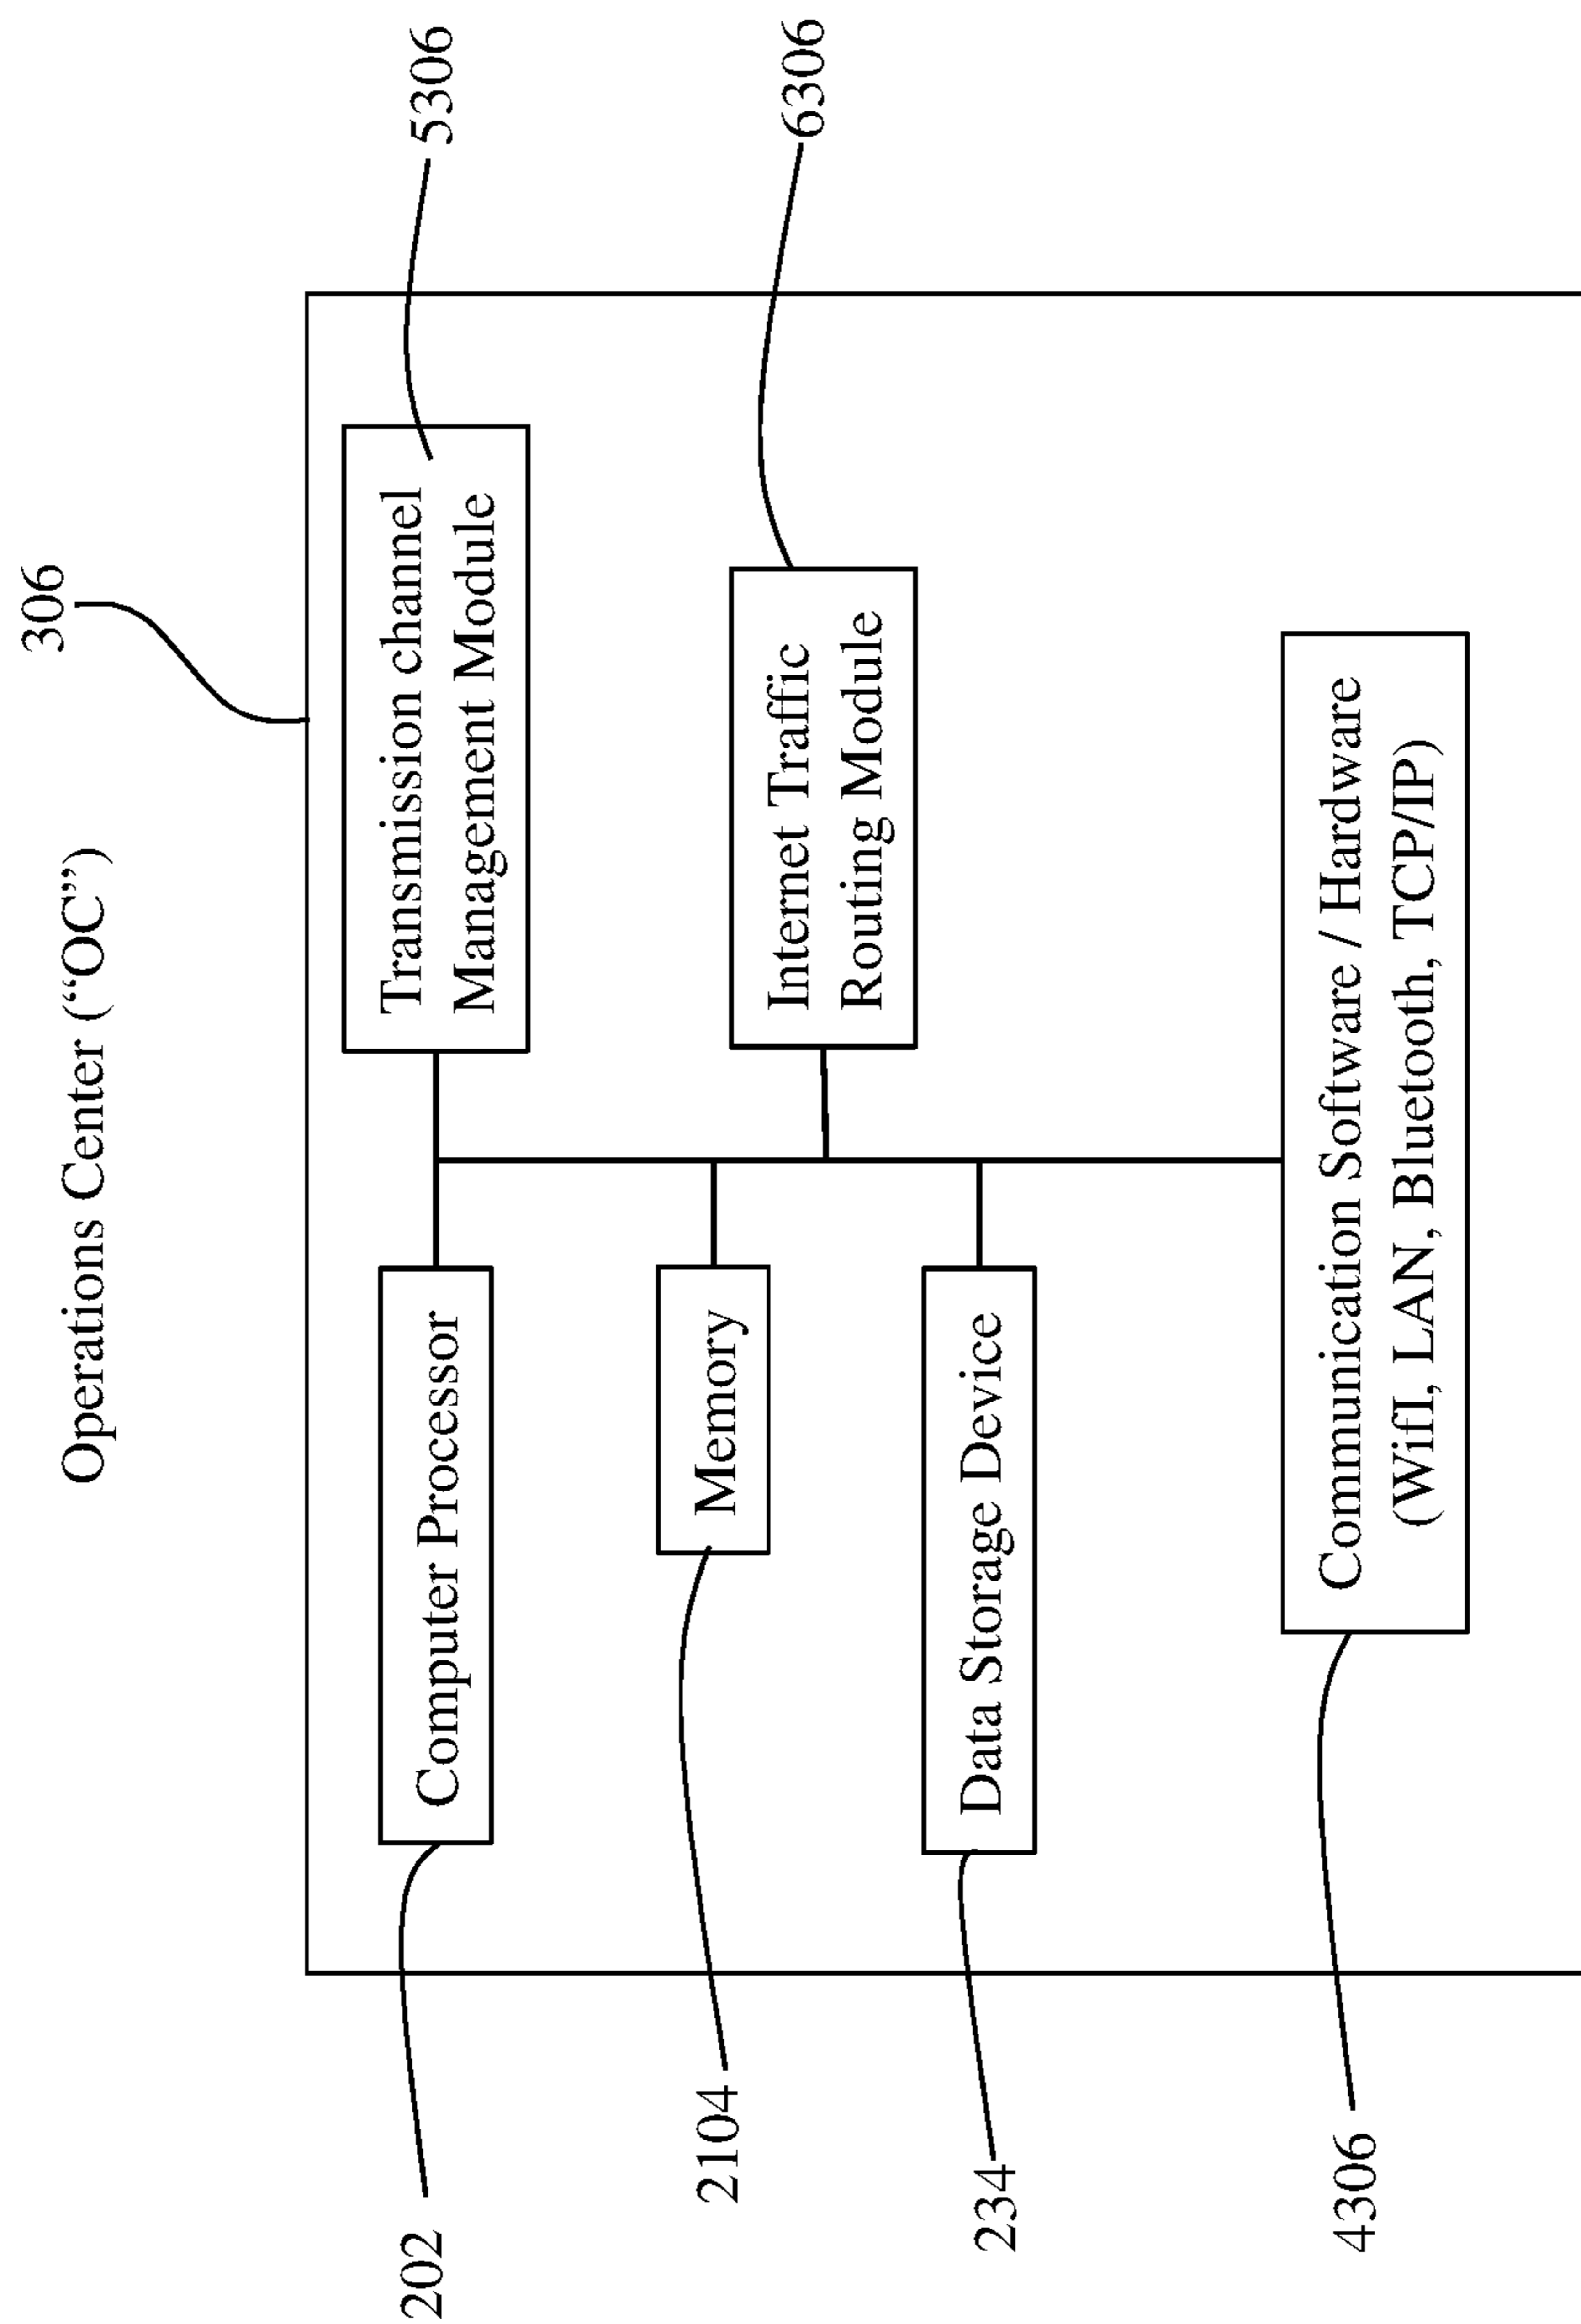 Operations Center (“OC”)
306
202
Computer Processor
Transmission channel
Management Module
5306
2104
Memory
Internet Traffic
Routing Module
6306
234
Data Storage Device
4306
Communication Software / Hardware
(WifI, LAN, Bluetooth, TCP/IP)